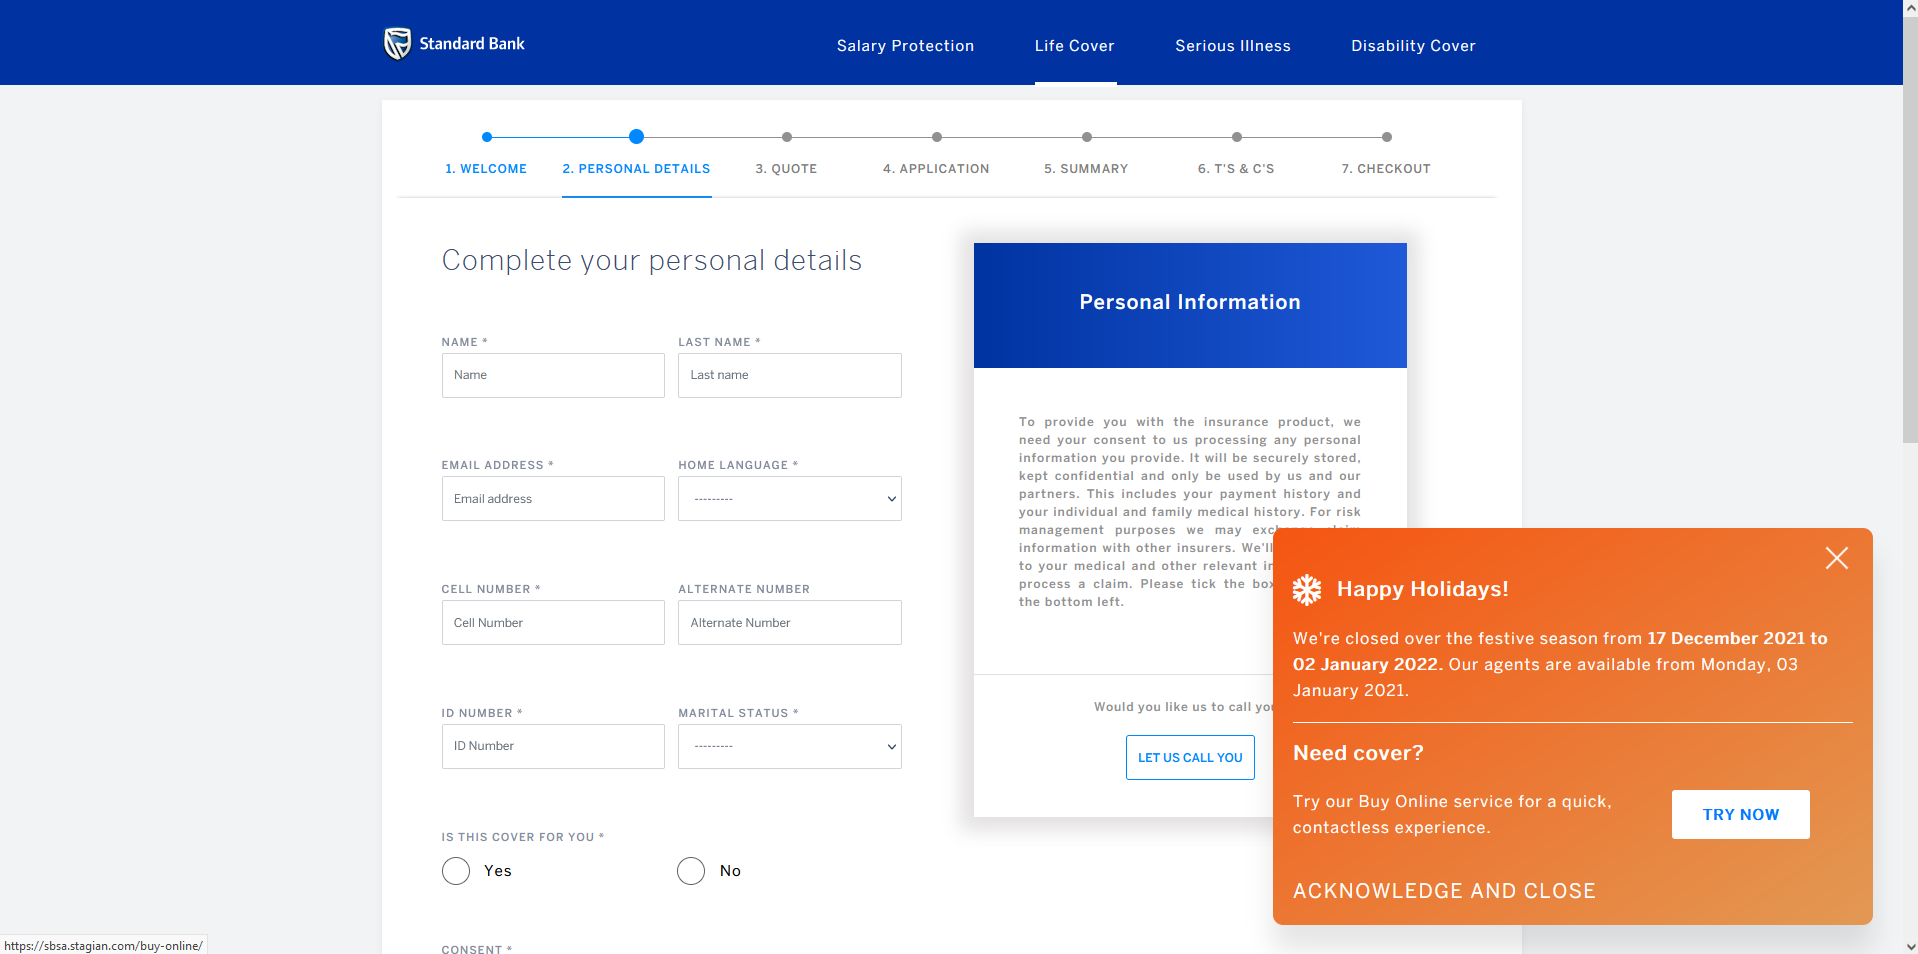 Standard Bank
Salary Protection
Life Cover
Serious Illness
Disability Cover
1. WELCOME
2. PERSONAL DETAILS
3. QUOTE
4. APPLICATION
5. SUMMARY
6. T'S & C'S
7. CHECKOUT
Complete your personal details
NAME *
LAST NAME *
Name
Last name
EMAIL ADDRESS *
HOME LANGUAGE *
Email address
---------
CELL NUMBER *
ALTERNATE NUMBER
Cell Number
Alternate Number
ID NUMBER *
MARITAL STATUS *
ID Number
---------
IS THIS COVER FOR YOU *
Yes
No
CONSENT *
Personal Information
To provide you with the insurance product, we
need your consent to us processing any personal
information you provide. It will be securely stored,
kept confidential and only be used by us and our
partners. This includes your payment history and
your individual and family medical history. For risk
management purposes we may exchange claim
information with other insurers. We'll
to your medical and other relevant
process a claim. Please tick the box
the bottom left.
Would you like us to call you
LET US CALL YOU
Happy Holidays!
We're closed over the festive season from 17 December 2021 to
02 January 2022. Our agents are available from Monday, 03
January 2021.
Need cover?
Try our Buy Online service for a quick,
contactless experience.
TRY NOW
ACKNOWLEDGE AND CLOSE
https://sbsa.stagian.com/buy-online/